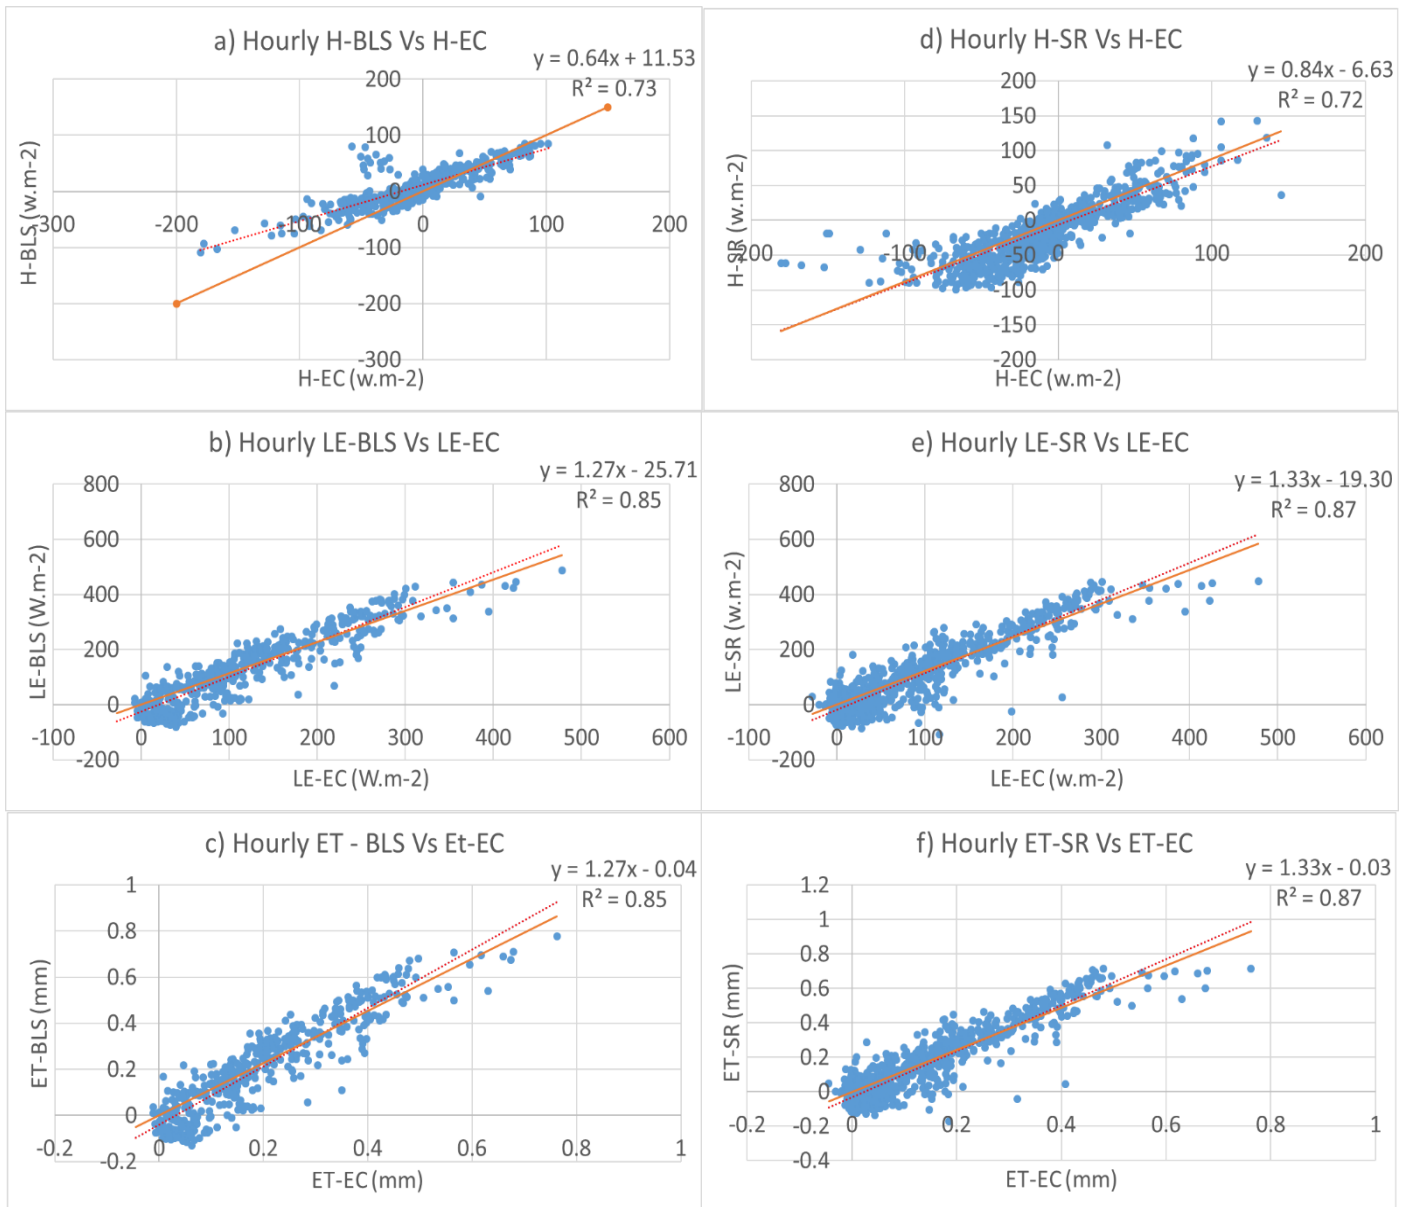 a) Hourly H-BLS Vs H-EC
y = 0.64x + 11.53
R² = 0.73
200
100
0
-300
-200
-100
0
100
200
-100
-200
-300
H-BLS (w.m-2)
H-EC (w.m-2)
d) Hourly H-SR Vs H-EC
y = 0.84x - 6.63
R² = 0.72
200
150
100
50
0
-200
-100
0
100
200
-50
-100
-150
-200
H-SR (w.m-2)
H-EC (w.m-2)
b) Hourly LE-BLS Vs LE-EC
y = 1.27x - 25.71
R² = 0.85
800
600
400
200
0
-200
-100
0
100
200
300
400
500
600
LE-BLS (W.m-2)
LE-EC (W.m-2)
e) Hourly LE-SR Vs LE-EC
y = 1.33x - 19.30
R² = 0.87
800
600
400
200
0
-200
-100
0
100
200
300
400
500
600
LE-SR (w.m-2)
LE-EC (w.m-2)
c) Hourly ET - BLS Vs Et-EC
y = 1.27x - 0.04
R² = 0.85
1
0.8
0.6
0.4
0.2
0
-0.2
-0.2
0
0.2
0.4
0.6
0.8
1
ET-BLS (mm)
ET-EC (mm)
f) Hourly ET-SR Vs ET-EC
y = 1.33x - 0.03
R² = 0.87
1.2
1
0.8
0.6
0.4
0.2
0
-0.2
-0.4
-0.2
0
0.2
0.4
0.6
0.8
1
ET-SR (mm)
ET-EC (mm)